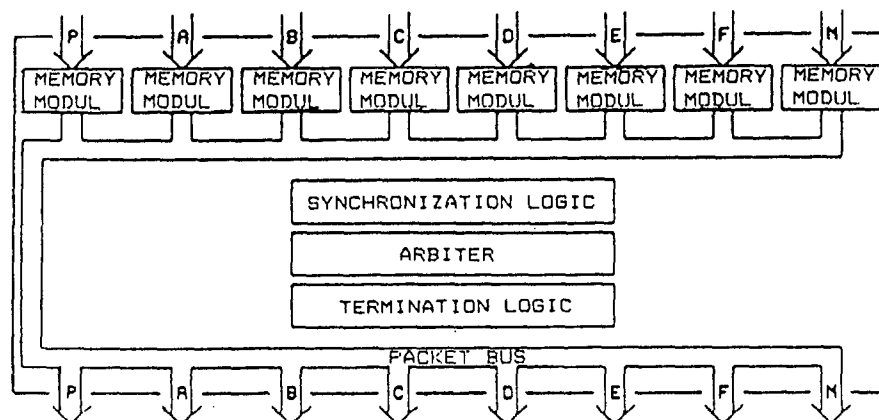 P A B C D E F M
MEMORY MEMORY MEMORY MEMORY MEMORY MEMORY MEMORY MEMORY
MODUL MODUL MODUL MODUL MODUL MODUL MODUL MODUL
SYNCHRONIZATION LOGIC
ARBITER
TERMINATION LOGIC
PACKET BUS
P A B C D E F M